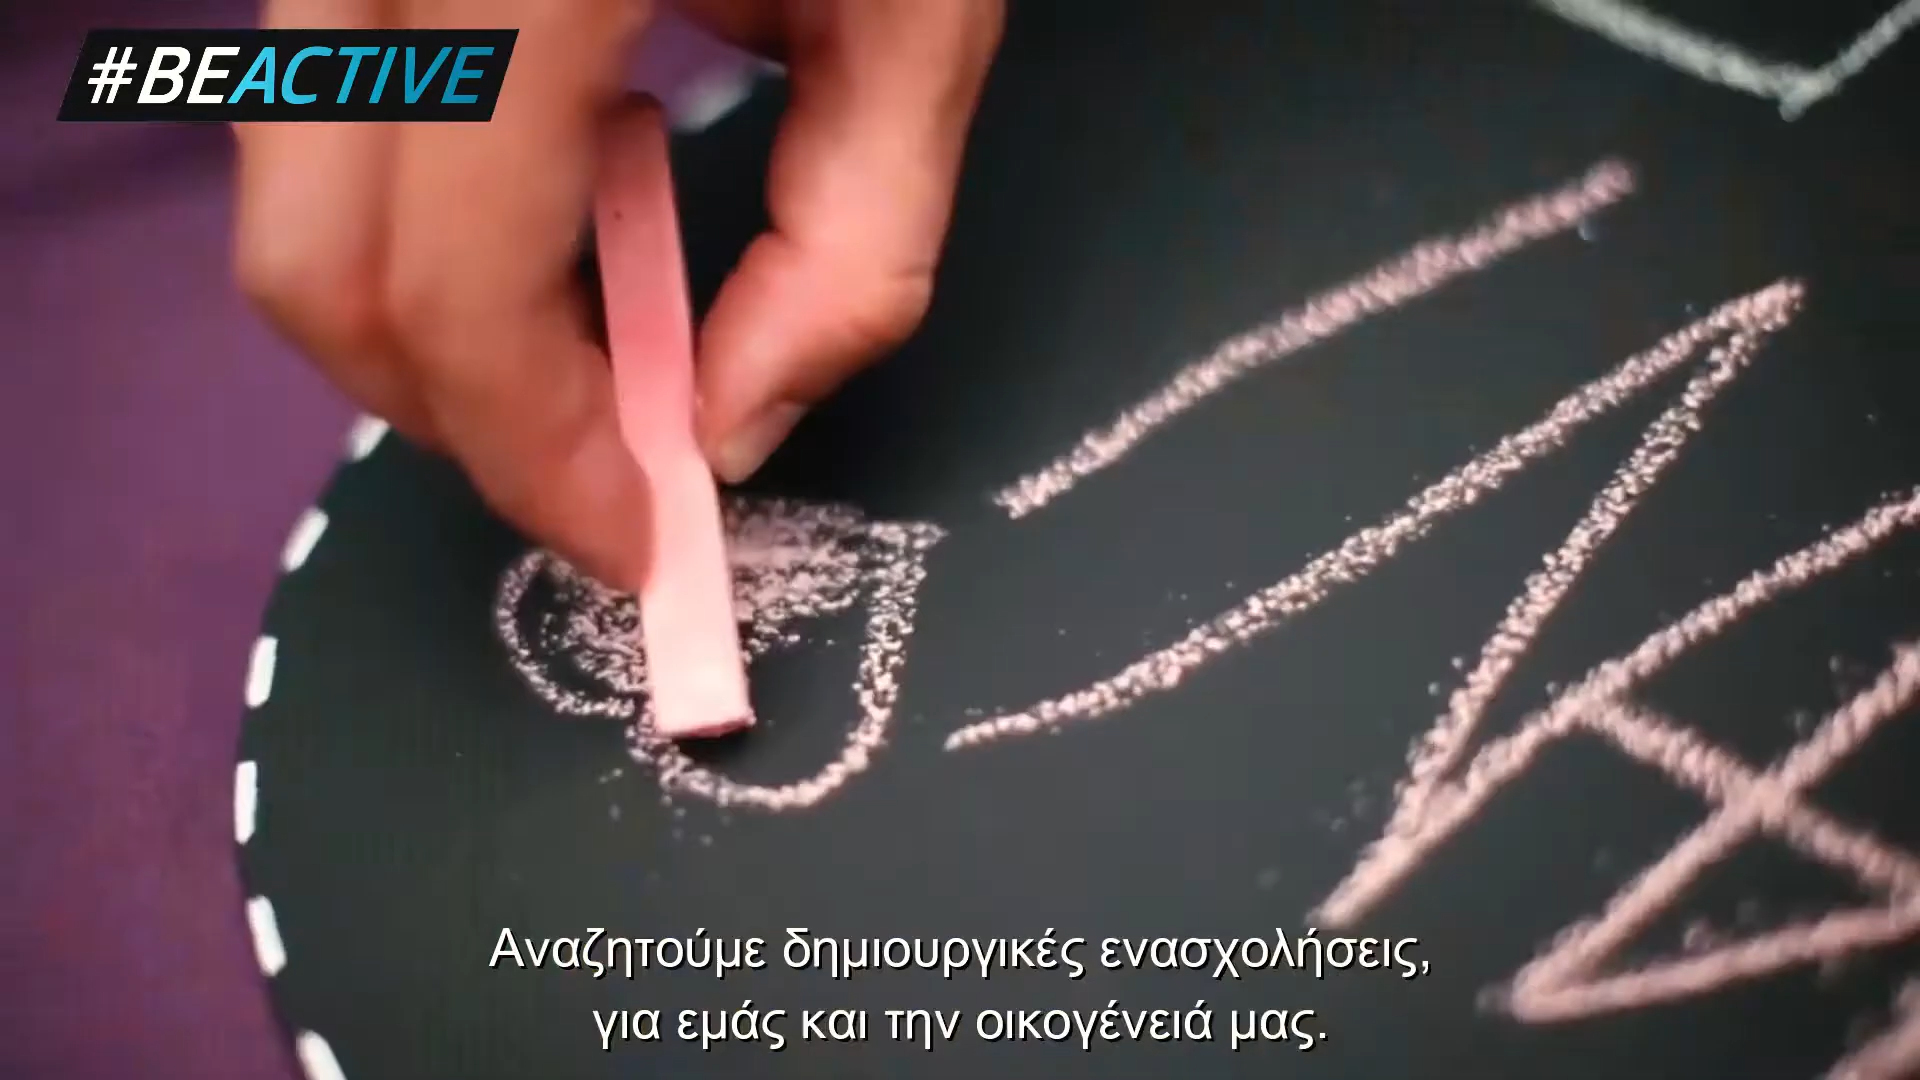 #BEACTIVE
Αναζητούμε δημιουργικές ενασχολήσεις,
για εμάς και την οικογένειά μας.